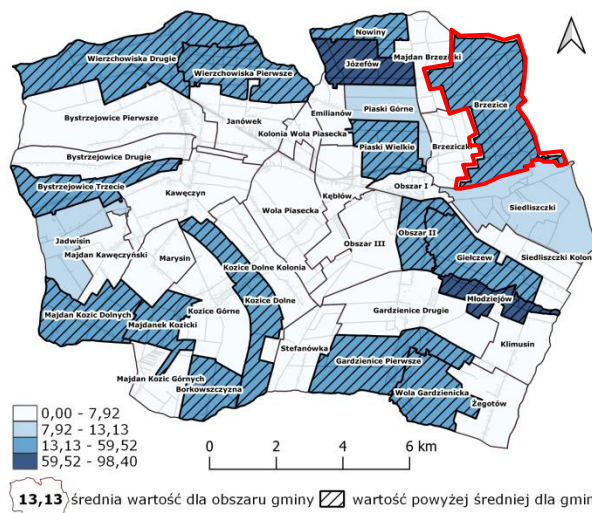 Nowiny
Wierzchowiska Drugie
Majdan Brzezicki
Józefów
Wierzchowiska Pierwsze
Brzezice
Piaski Górne
Emilianów
Bystrzejowice Pierwsze
Janówek
Kolonia Wola Piasecka
Piaski Wielkie
Brzeziczki
Bystrzejowice Drugie
Bystrzejowice Trzecie
Kawęczyn
Kębłów
Obszar I
Siedliszczki
Wola Piasecka
Obszar II
Jadwisin
Obszar III
Majdan Kawęczyński
Marysin
Kozice Dolne Kolonia
Giełczew
Siedliszczki Kolon
Kozice Dolne
Młodziejów
Majdan Kozic Dolnych
Kozice Górne
Gardzienice Drugie
Majdanek Kozicki
Klimusin
Stefanówka
Gardzienice Pierwsze
Majdan Kozic Górnych
Borkowszczyzna
Wola Gardzienicka
Żegotów
0,00 - 7,92
7,92 - 13,13
13,13 - 59,52
59,52 - 98,40
0 2 4 6 km
13,13 średnia wartość dla obszaru gminy wartość powyżej średniej dla gmin